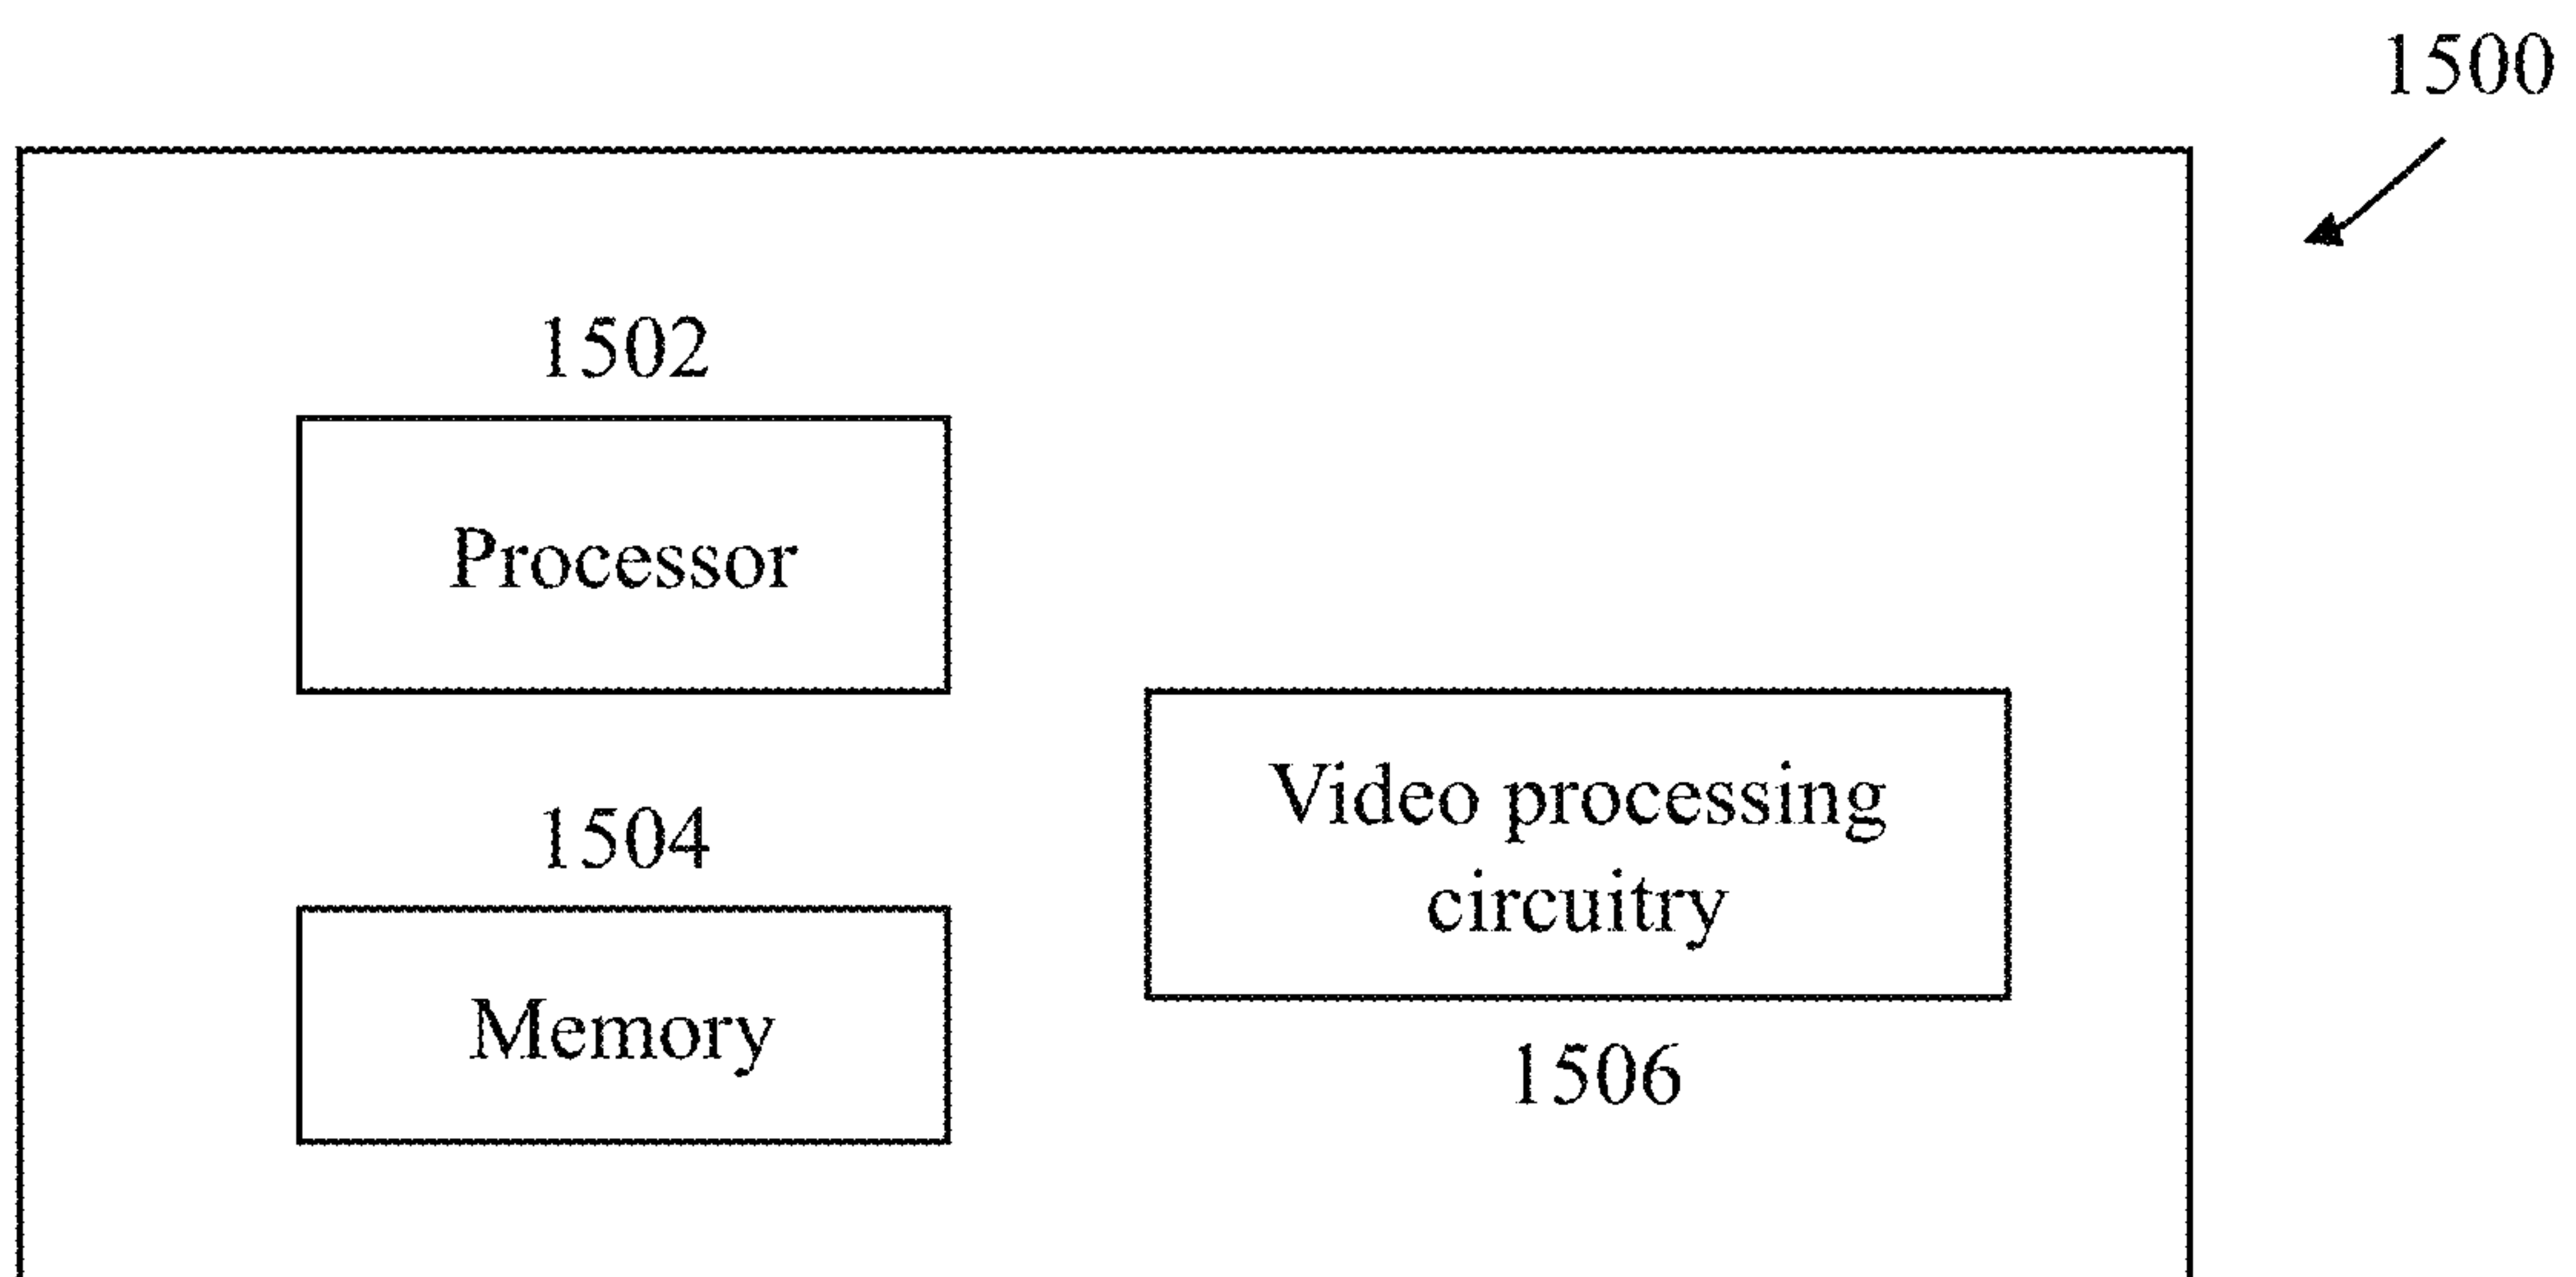 1500
1502
Processor
1504
Memory
Video processing
circuitry
1506